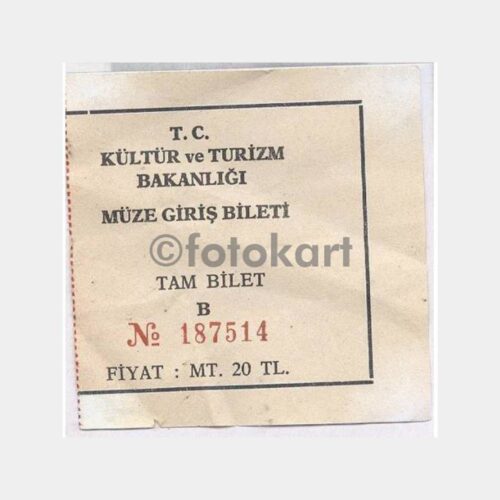 T. C.
KÜLTÜR ve TURİZM
BAKANLIĞI
MÜZE GİRİŞ BİLETİ
©fotokart
TAM BİLET
B
№ 187514
FİYAT : MT. 20 TL.